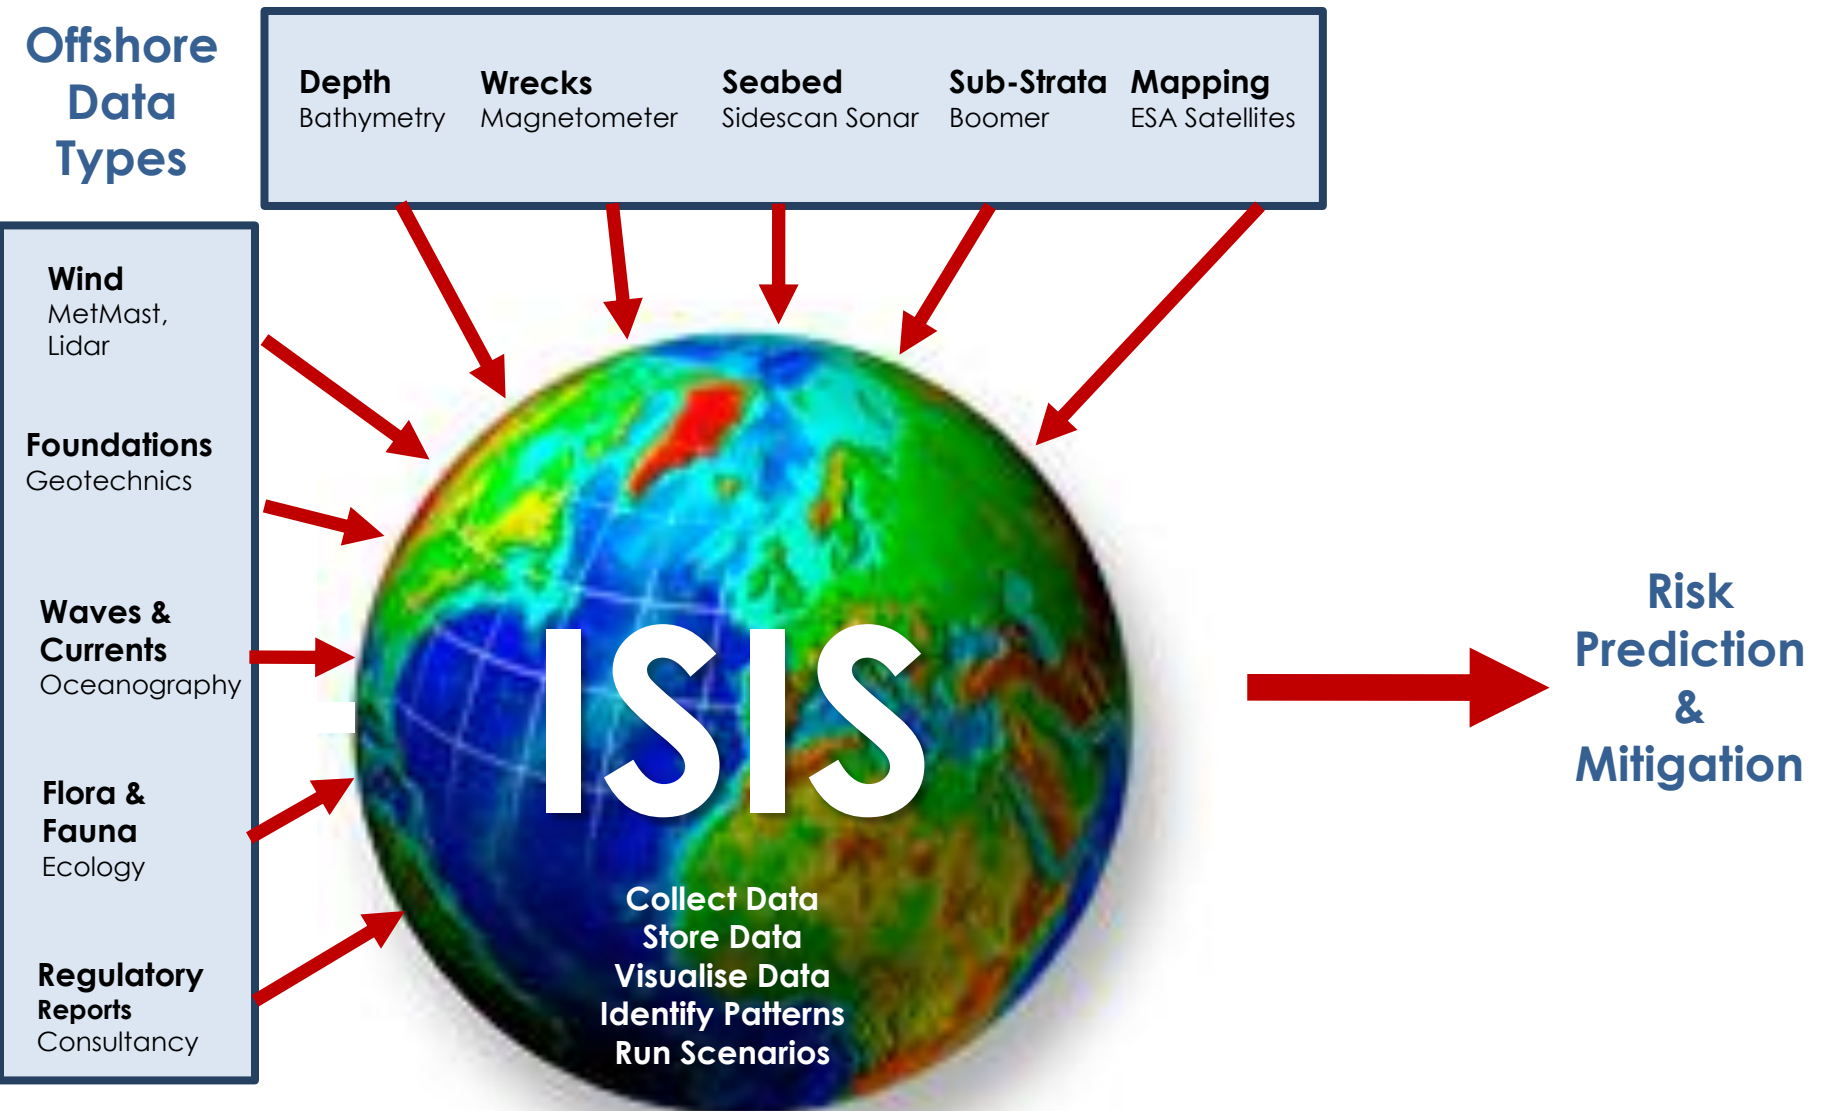 Offshore
Data
Types
Depth
Bathymetry
Wrecks
Magnetometer
Seabed
Sidescan Sonar
Sub-Strata
Boomer
Mapping
ESA Satellites
Wind
MetMast,
Lidar
Foundations
Geotechnics
Waves &
Currents
Oceanography
Flora &
Fauna
Ecology
Regulatory
Reports
Consultancy
ISIS
Collect Data
Store Data
Visualise Data
Identify Patterns
Run Scenarios
Risk
Prediction
&
Mitigation